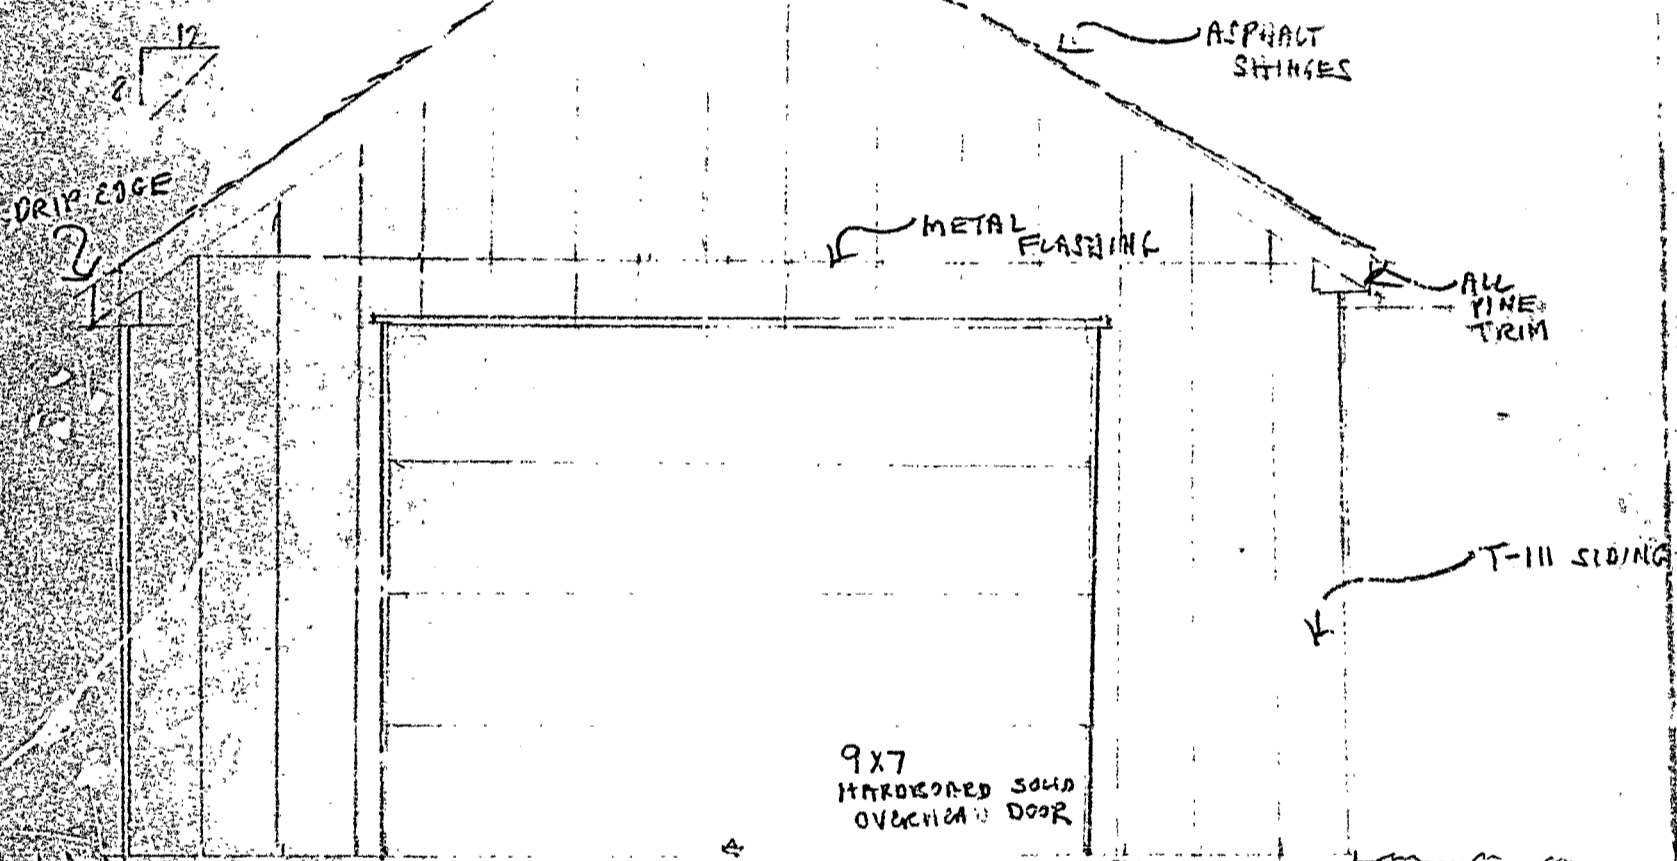 12
8
ASPHALT
SHINGES
DRIP EDGE
METAL
FLASHING
ALL
PINE
TRIM
T-111 SIDING
9X7
HARDBOARD SOLID
OVERHEAD DOOR